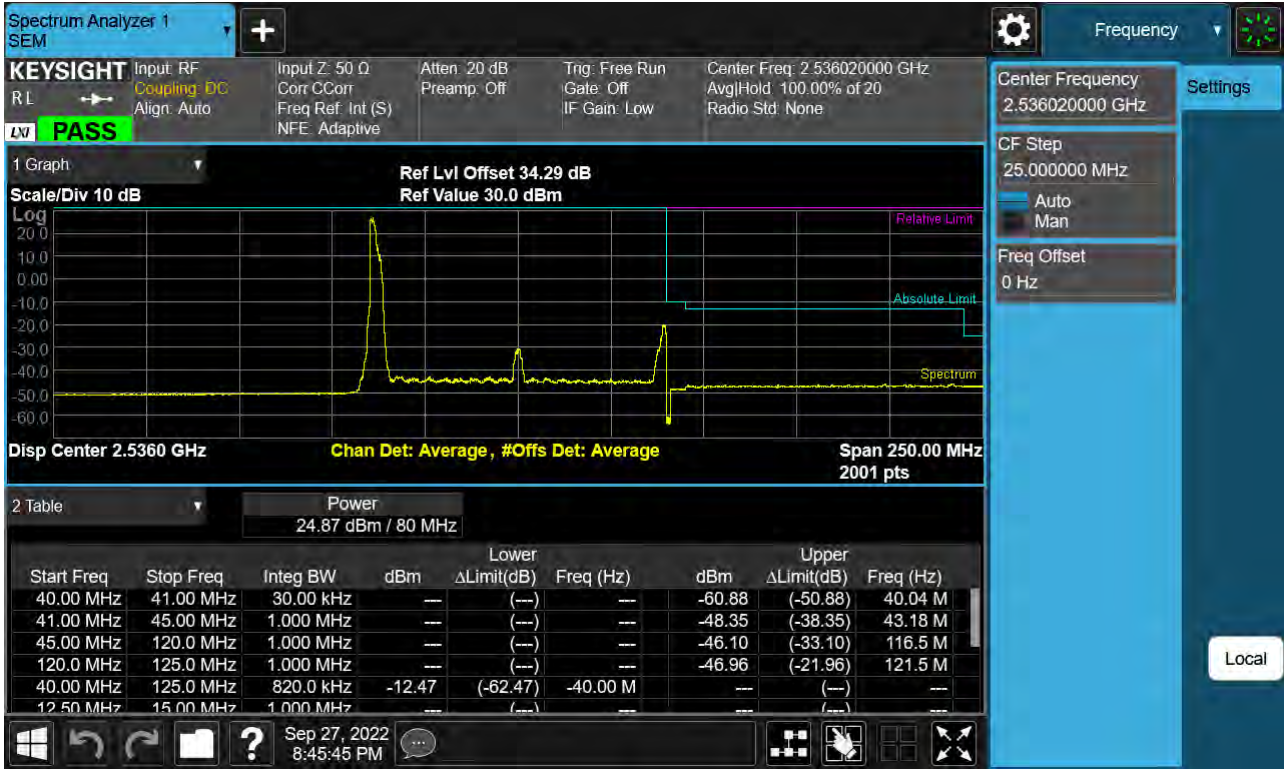 Spectrum Analyzer 1
SEM
+
Frequency
KEYSIGHT
RL
LXI
PASS
Input: RF
Coupling: DC
Align: Auto
Input Z: 50 Ω
Corr CCorr
Freq Ref: Int (S)
NFE: Adaptive
Atten: 20 dB
Preamp: Off
Trig: Free Run
Gate: Off
IF Gain: Low
Center Freq: 2.536020000 GHz
Avg|Hold: 100.00% of 20
Radio Std: None
Center Frequency
2.536020000 GHz
Settings
CF Step
25.000000 MHz
Auto
Man
Freq Offset
0 Hz
Local
1 Graph
Scale/Div 10 dB
Ref Lvl Offset 34.29 dB
Ref Value 30.0 dBm
Log
20.0
10.0
0.00
-10.0
-20.0
-30.0
-40.0
-50.0
-60.0
Relative Limit
Absolute Limit
Spectrum
Disp Center 2.5360 GHz
Chan Det: Average , #Offs Det: Average
Span 250.00 MHz
2001 pts
2 Table
Power
24.87 dBm / 80 MHz
Lower Upper
Start Freq Stop Freq Integ BW dBm ΔLimit(dB) Freq (Hz) dBm ΔLimit(dB) Freq (Hz)
40.00 MHz 41.00 MHz 30.00 kHz --- (---) --- -60.88 (-50.88) 40.04 M
41.00 MHz 45.00 MHz 1.000 MHz --- (---) --- -48.35 (-38.35) 43.18 M
45.00 MHz 120.0 MHz 1.000 MHz --- (---) --- -46.10 (-33.10) 116.5 M
120.0 MHz 125.0 MHz 1.000 MHz --- (---) --- -46.96 (-21.96) 121.5 M
40.00 MHz 125.0 MHz 820.0 kHz -12.47 (-62.47) -40.00 M --- (---) ---
12.50 MHz 15.00 MHz 1.000 MHz --- (---) --- --- (---) ---
?
Sep 27, 2022
8:45:45 PM